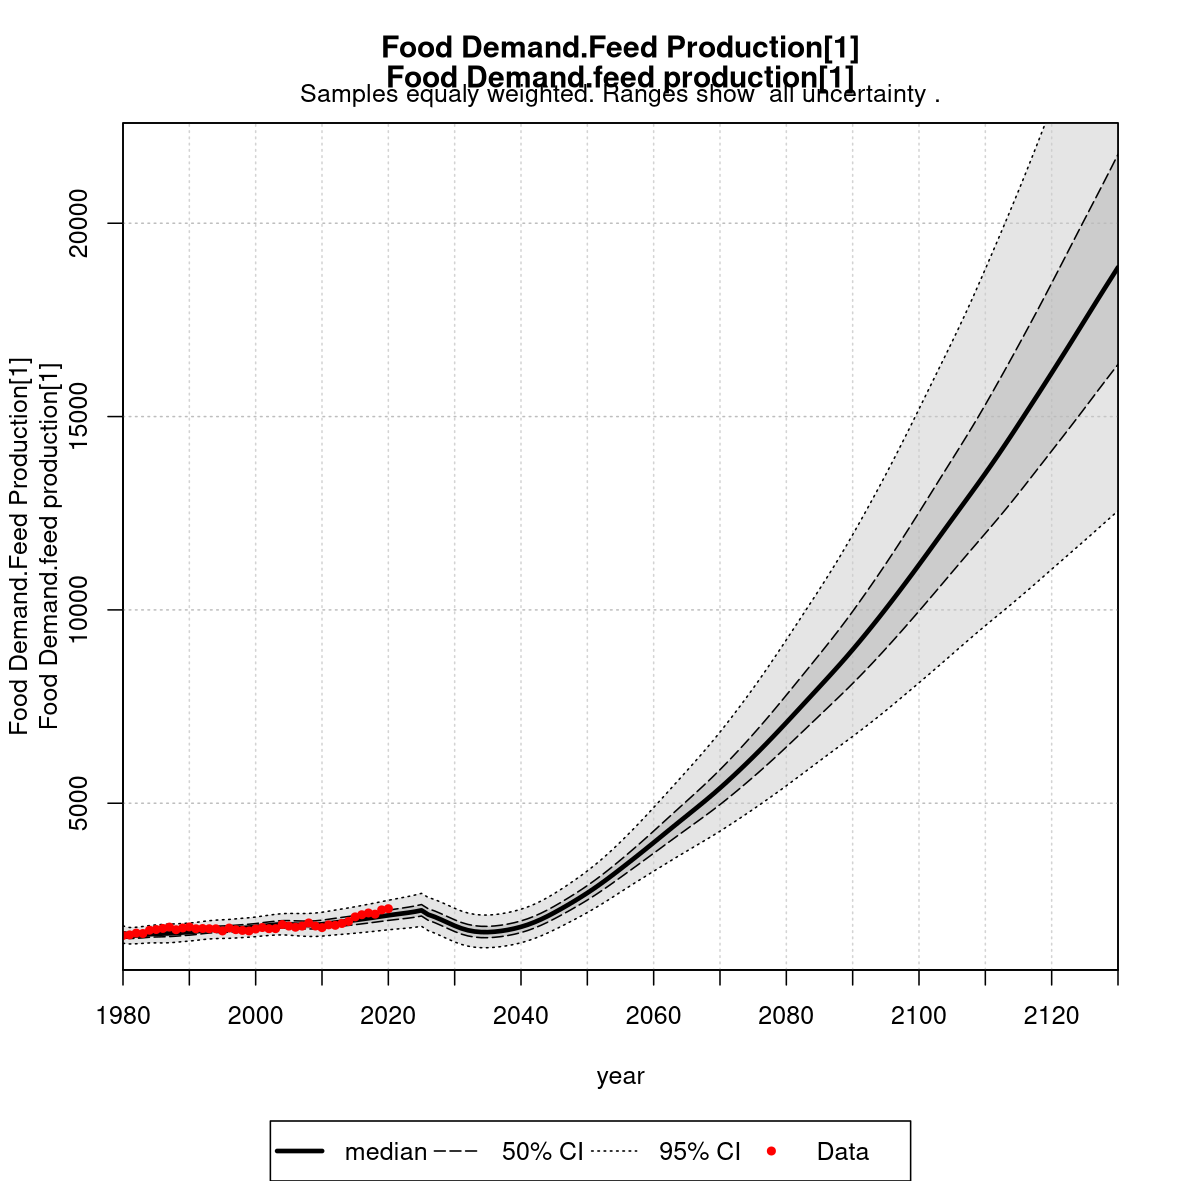 Food Demand.Feed Production[1]
Food Demand.feed production[1]
Samples equaly weighted. Ranges show  all uncertainty .
Food Demand.Feed Production[1]
Food Demand.feed production[1]
20000
15000
10000
5000
1980 2000 2020 2040 2060 2080 2100 2120
year
median 50% CI 95% CI Data